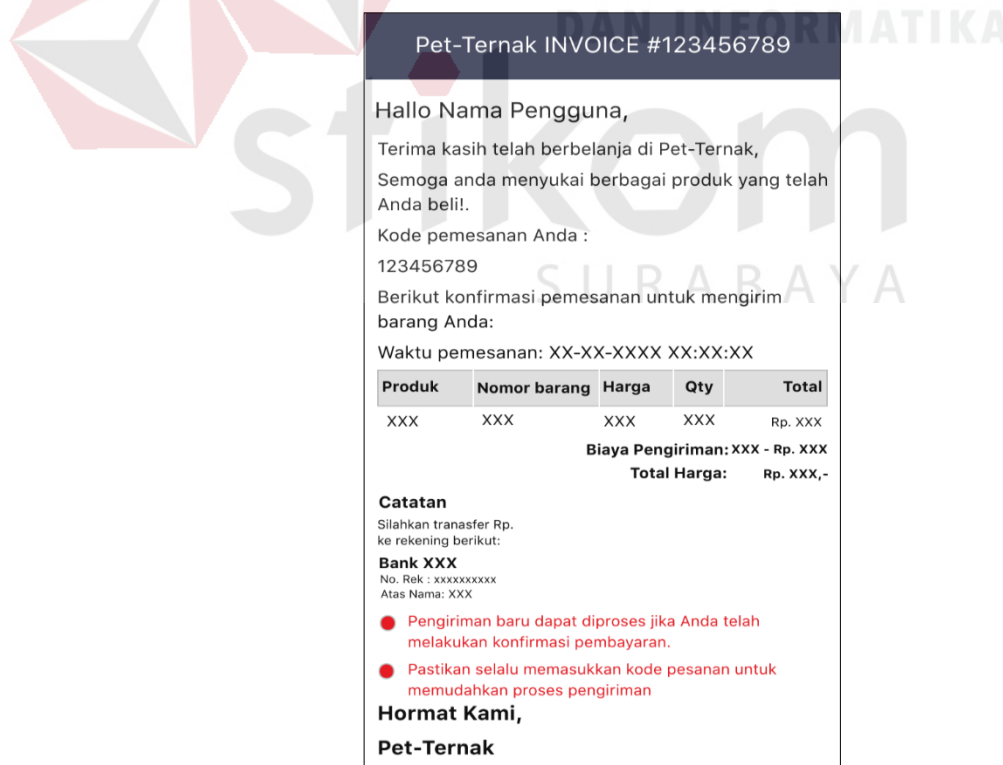 DAN INFORMATIKA
Pet-Ternak INVOICE #123456789
Hallo Nama Pengguna,
stikom
Terima kasih telah berbelanja di Pet-Ternak,
Semoga anda menyukai berbagai produk yang telah
Anda beli!.
Kode pemesanan Anda :
123456789
SURABAYA
Berikut konfirmasi pemesanan untuk mengirim
barang Anda:
Waktu pemesanan: XX-XX-XXXX XX:XX:XX
Produk Nomor barang Harga Qty Total
XXX XXX XXX XXX Rp. XXX
Biaya Pengiriman: XXX - Rp. XXX
Total Harga: Rp. XXX,-
Catatan
Silahkan tranasfer Rp.
ke rekening berikut:
Bank XXX
No. Rek : xxxxxxxxxx
Atas Nama: XXX
Pengiriman baru dapat diproses jika Anda telah
melakukan konfirmasi pembayaran.
Pastikan selalu memasukkan kode pesanan untuk
memudahkan proses pengiriman
Hormat Kami,
Pet-Ternak